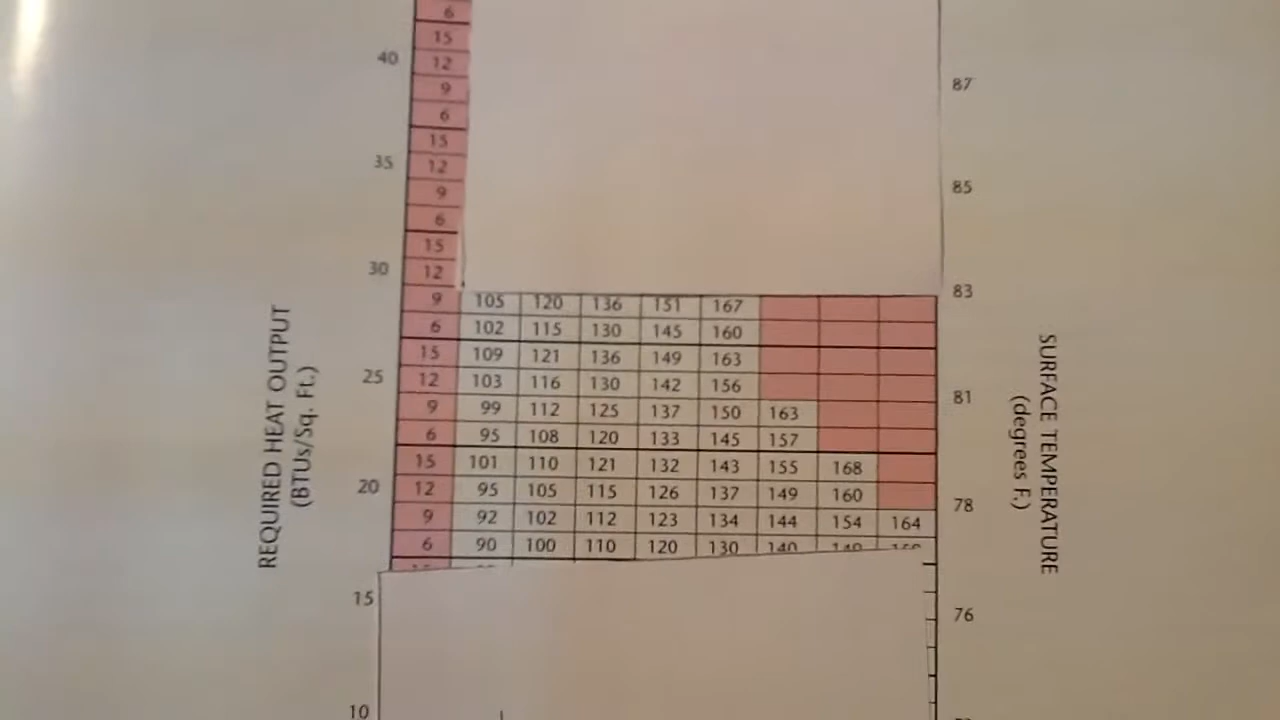 6
15
40 12 87
9
6
15
35 12 85
9
6
15
30 12
9 105 120 136 151 167 83
6 102 115 130 145 160
15 109 121 136 149 163
25 12 103 116 130 142 156
9 99 112 125 137 150 163 81
6 95 108 120 133 145 157
15 101 110 121 132 143 155 168
20 12 95 105 115 126 137 149 160
9 92 102 112 123 134 144 154 164 78
6 90 100 110 120 130 140
15 76
10
REQUIRED HEAT OUTPUT
(BTUs/Sq. Ft.)
SURFACE TEMPERATURE
(degrees F.)